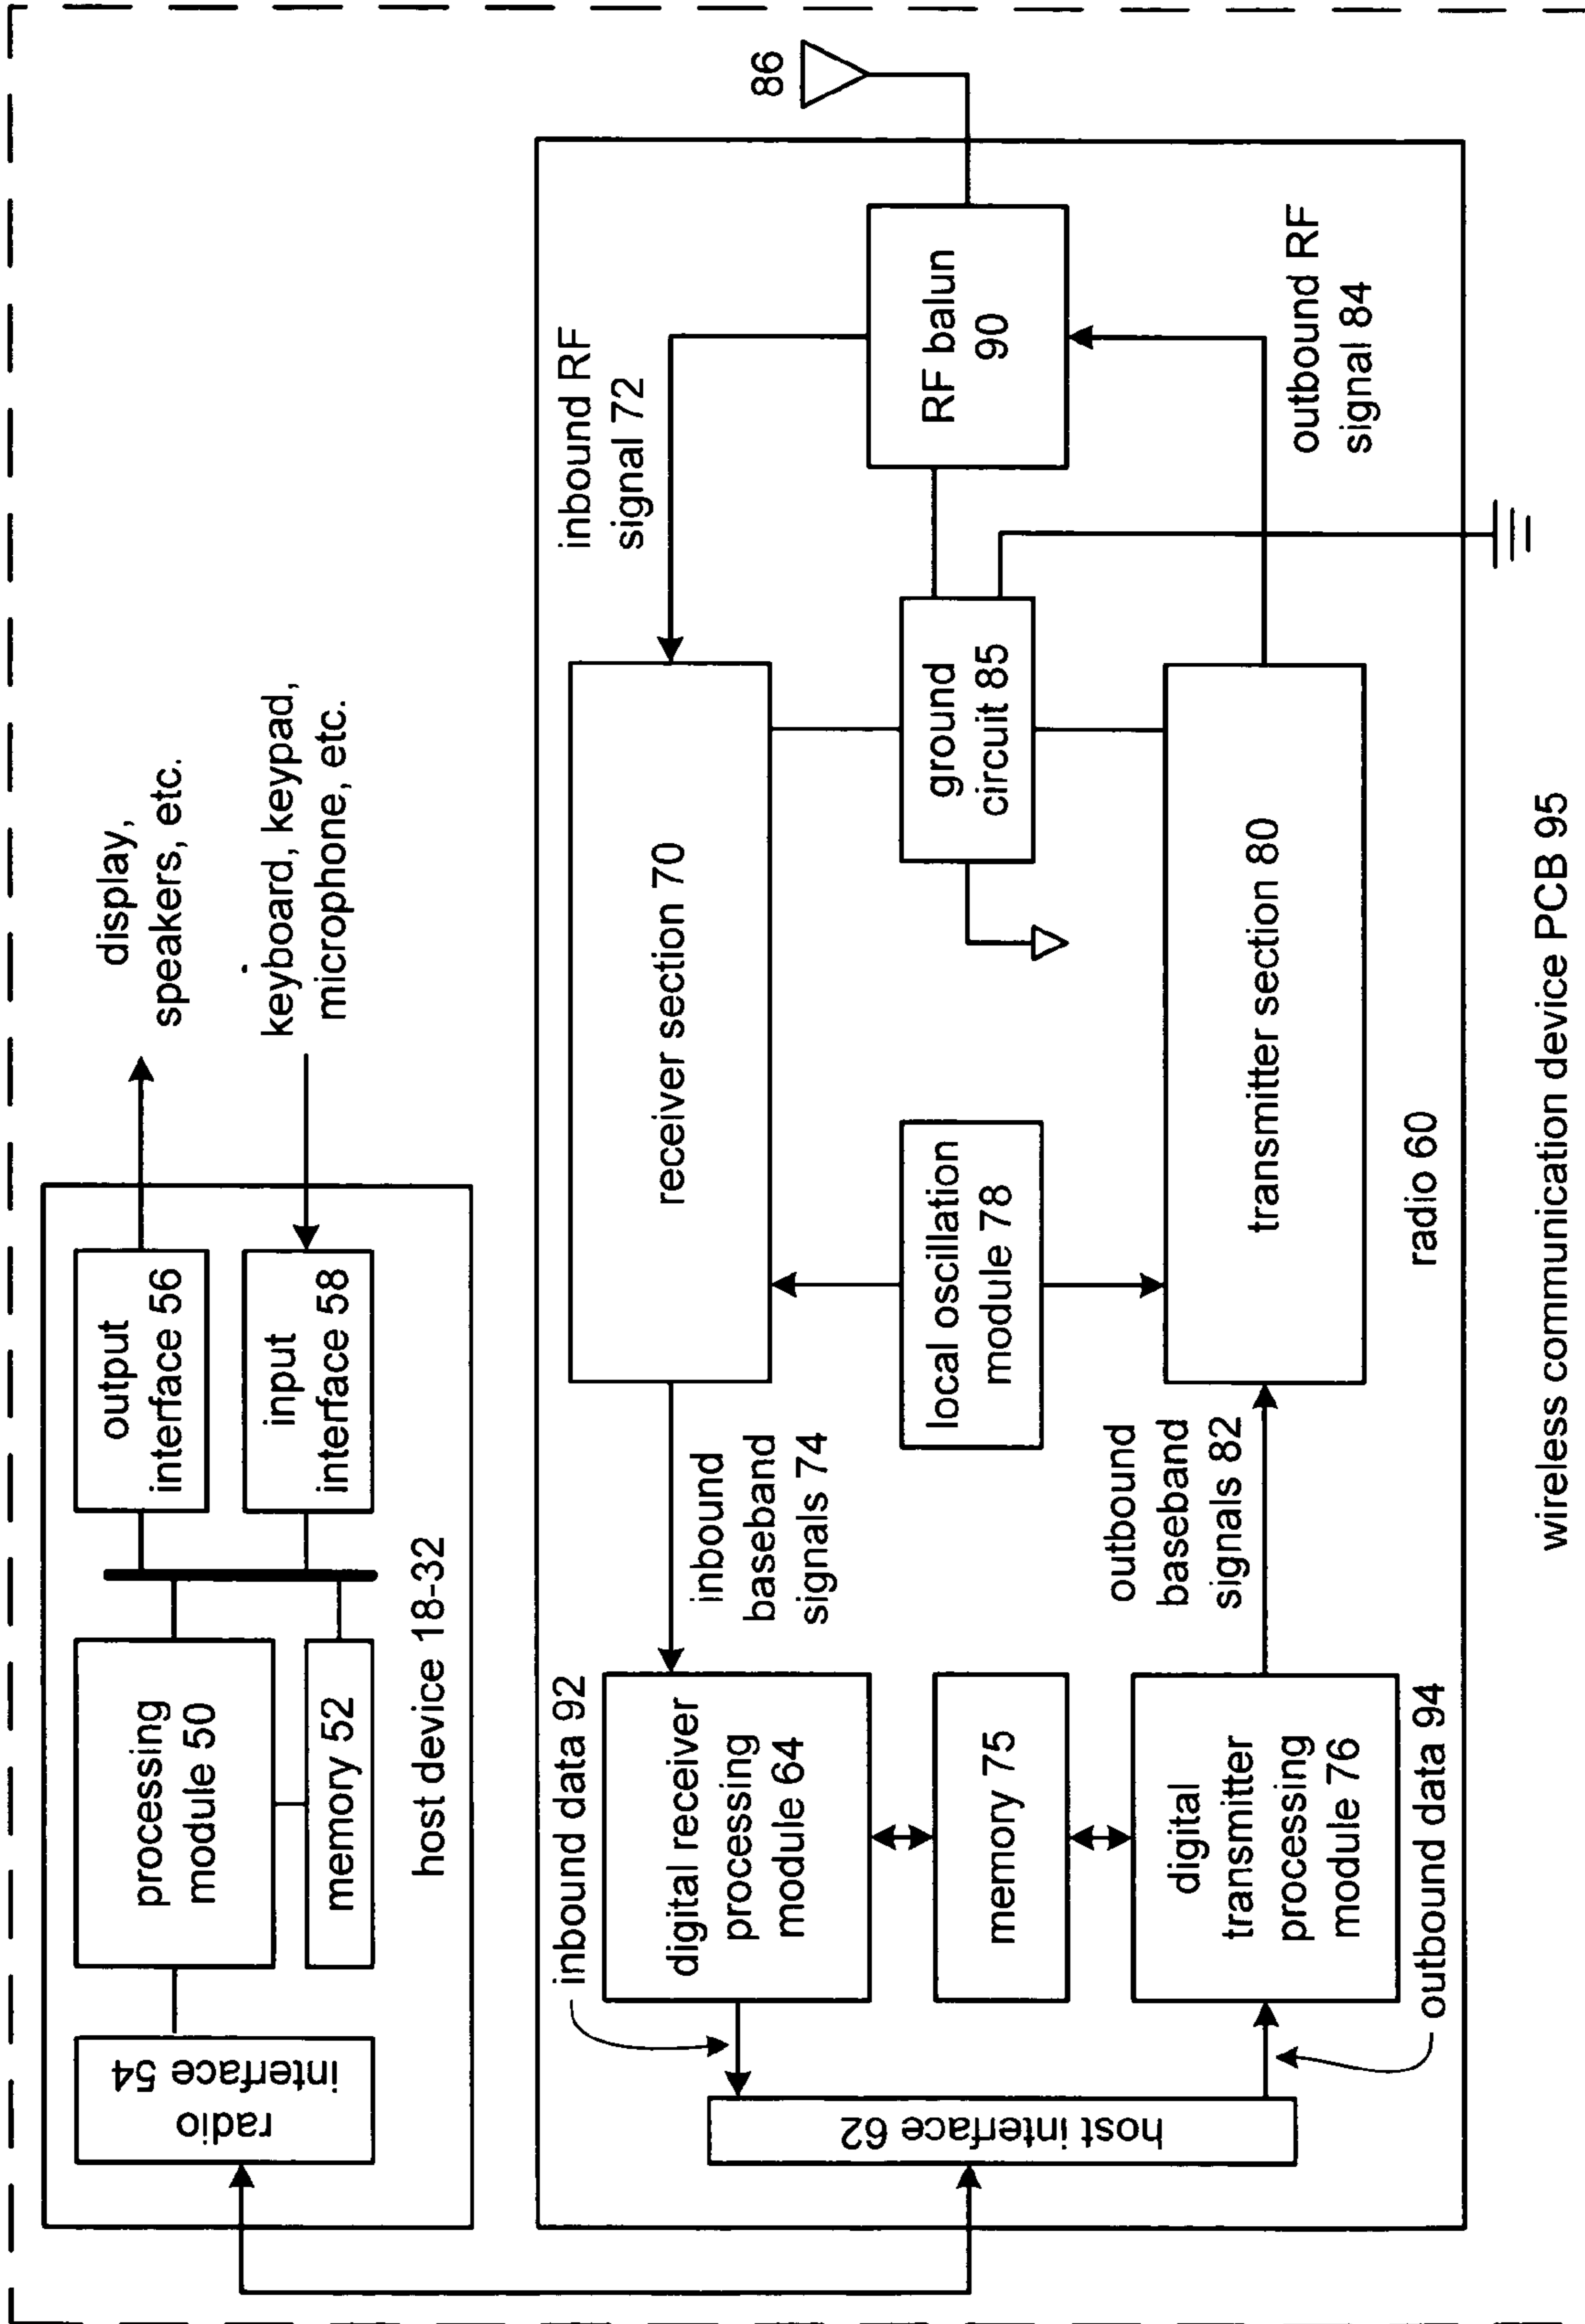 display,
speakers, etc.
keyboard, keypad,
microphone, etc.
output
interface 56
input
interface 58
processing
module 50
memory 52
radio
interface 54
host device 18-32
86
inbound RF
signal 72
RF balun
90
outbound RF
signal 84
receiver section 70
ground
circuit 85
local oscillation
module 78
transmitter section 80
inbound
baseband
signals 74
outbound
baseband
signals 82
inbound data 92
digital receiver
processing
module 64
memory 75
digital
transmitter
processing
module 76
outbound data 94
host interface 62
radio 60
wireless communication device PCB 95